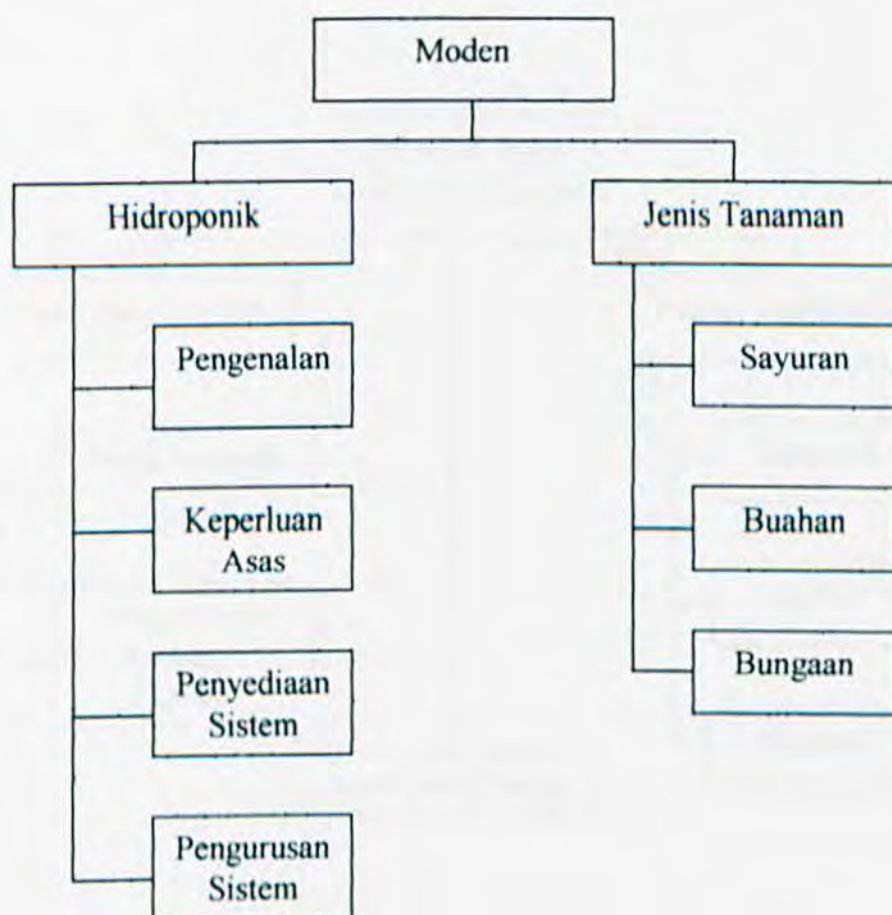 Moden
Hidroponik
Pengenalan
Keperluan
Asas
Penyediaan
Sistem
Pengurusan
Sistem
Jenis Tanaman
Sayuran
Buahan
Bungaan